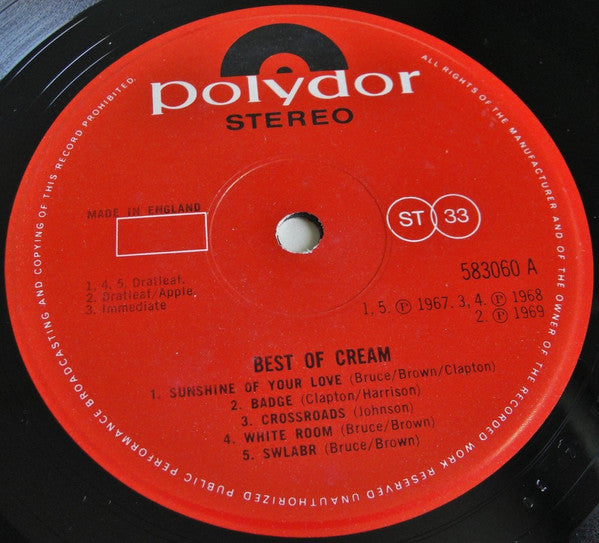 polydor
STEREO
ALL RIGHTS OF THE MANUFACTURER AND OF THE OWNER OF THE RECORDED WORK RESERVED UNAUTHORIZED PUBLIC PERFORMANCE BROADCASTING AND COPYING OF THIS RECORD PROHIBITED.
MADE IN ENGLAND
ST 33
583060 A
1, 4, 5. Dratleaf.
2. Dratleaf/Apple.
3. Immediate
1, 5. ℗ 1967. 3, 4. ℗ 1968
2. ℗ 1969
BEST OF CREAM
1. SUNSHINE OF YOUR LOVE (Bruce/Brown/Clapton)
2. BADGE (Clapton/Harrison)
3. CROSSROADS (Johnson)
4. WHITE ROOM (Bruce/Brown)
5. SWLABR (Bruce/Brown)